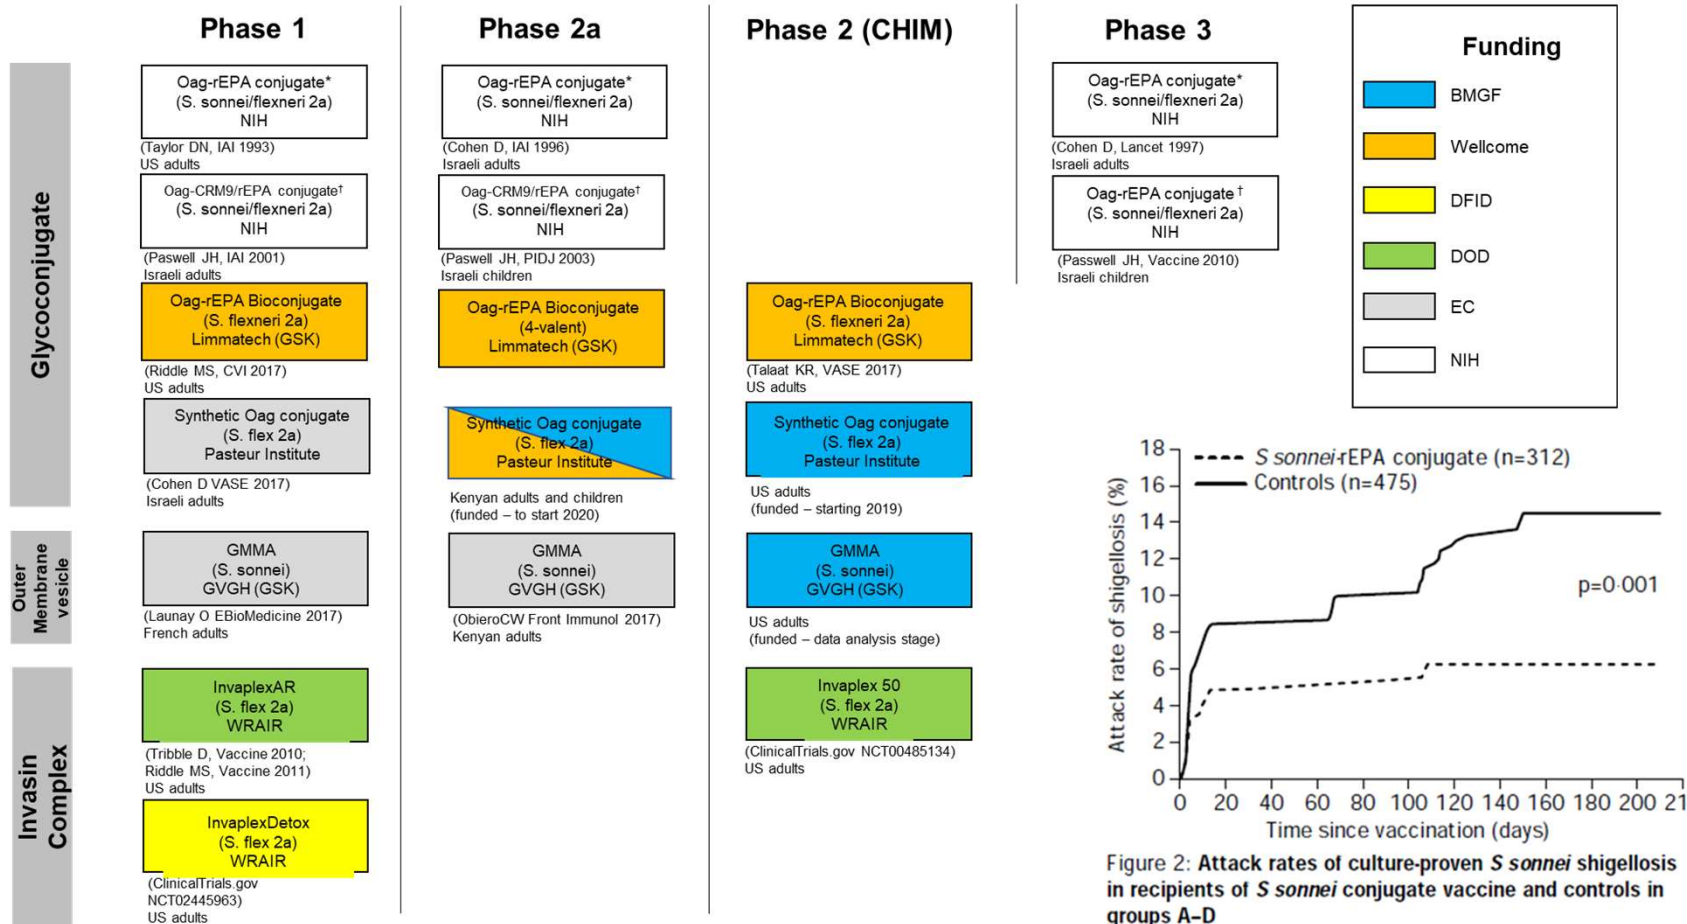 Phase 1
Phase 2a
Phase 2 (CHIM)
Phase 3
Glycoconjugate
Oag-rEPA conjugate*
(S. sonnei/flexneri 2a)
NIH
(Taylor DN, IAI 1993)
US adults
Oag-rEPA conjugate*
(S. sonnei/flexneri 2a)
NIH
(Cohen D, IAI 1996)
Israeli adults
Oag-rEPA conjugate*
(S. sonnei/flexneri 2a)
NIH
(Cohen D, Lancet 1997)
Israeli adults
Oag-CRM9/rEPA conjugate†
(S. sonnei/flexneri 2a)
NIH
(Paswell JH, IAI 2001)
Israeli adults
Oag-CRM9/rEPA conjugate†
(S. sonnei/flexneri 2a)
NIH
(Paswell JH, PIDJ 2003)
Israeli children
Oag-rEPA conjugate †
(S. sonnei/flexneri 2a)
NIH
(Passwell JH, Vaccine 2010)
Israeli children
Oag-rEPA Bioconjugate
(S. flexneri 2a)
Limmatech (GSK)
(Riddle MS, CVI 2017)
US adults
Oag-rEPA Bioconjugate
(4-valent)
Limmatech (GSK)
Oag-rEPA Bioconjugate
(S. flexneri 2a)
Limmatech (GSK)
(Talaat KR, VASE 2017)
US adults
Synthetic Oag conjugate
(S. flex 2a)
Pasteur Institute
(Cohen D VASE 2017)
Israeli adults
Synthetic Oag conjugate
(S. flex 2a)
Pasteur Institute
Kenyan adults and children
(funded – to start 2020)
Synthetic Oag conjugate
(S. flex 2a)
Pasteur Institute
US adults
(funded – starting 2019)
Outer
Membrane
vesicle
GMMA
(S. sonnei)
GVGH (GSK)
(Launay O EBioMedicine 2017)
French adults
GMMA
(S. sonnei)
GVGH (GSK)
(ObieroCW Front Immunol 2017)
Kenyan adults
GMMA
(S. sonnei)
GVGH (GSK)
US adults
(funded – data analysis stage)
Invasin
Complex
InvaplexAR
(S. flex 2a)
WRAIR
(Tribble D, Vaccine 2010;
Riddle MS, Vaccine 2011)
US adults
Invaplex 50
(S. flex 2a)
WRAIR
(ClinicalTrials.gov NCT00485134)
US adults
InvaplexDetox
(S. flex 2a)
WRAIR
(ClinicalTrials.gov
NCT02445963)
US adults
Funding
BMGF
Wellcome
DFID
DOD
EC
NIH
Attack rate of shigellosis (%)
18
16
14
12
10
8
6
4
2
0
S sonnei-rEPA conjugate (n=312)
Controls (n=475)
p=0·001
0 20 40 60 80 100 120 140 160 180 200 21
Time since vaccination (days)
Figure 2: Attack rates of culture-proven S sonnei shigellosis
in recipients of S sonnei conjugate vaccine and controls in
groups A–D